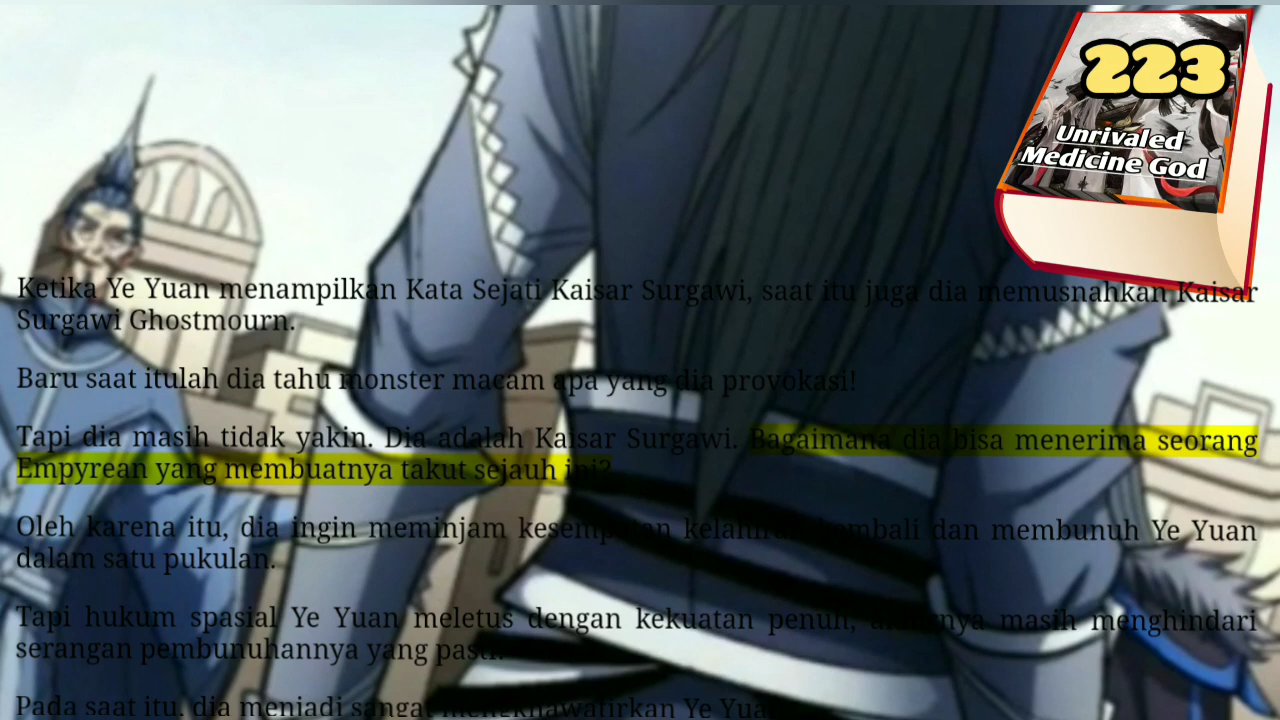 223
Unrivaled
Medicine God
Ketika Ye Yuan menampilkan Kata Sejati Kaisar Surgawi, saat itu juga dia memusnahkan Kaisar
Surgawi Ghostmourn.
Baru saat itulah dia tahu monster macam apa yang dia provokasi!
Tapi dia masih tidak yakin. Dia adalah Kaisar Surgawi. Bagaimana dia bisa menerima seorang
Empyrean yang membuatnya takut sejauh ini?
Oleh karena itu, dia ingin meminjam kesempatan kelahiran kembali dan membunuh Ye Yuan
dalam satu pukulan.
Tapi hukum spasial Ye Yuan meletus dengan kekuatan penuh, masih menghindari
serangan pembunuhannya yang pasti.
Pada saat itu, dia menjadi sangat mengkhawatirkan Ye Yuan